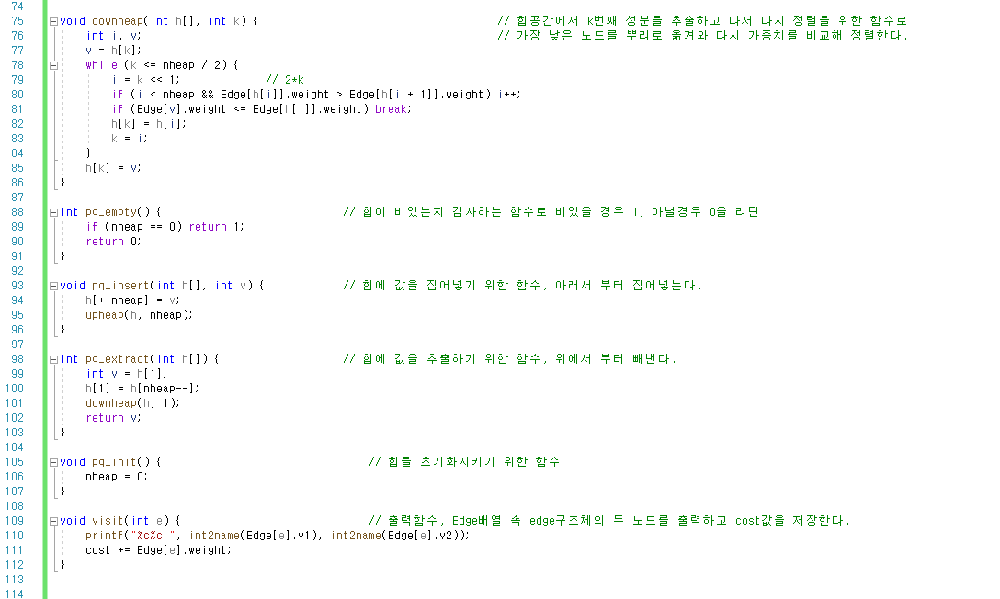 74
75 void downheap(int h[], int k) { // 힙공간에서 k번째 성분을 추출하고 나서 다시 정렬을 위한 함수로
76 int i, v; // 가장 낮은 노드를 뿌리로 옮겨와 다시 가중치를 비교해 정렬한다.
77 v = h[k];
78 while (k <= nheap / 2) {
79 i = k << 1; // 2*k
80 if (i < nheap && Edge[h[i]].weight > Edge[h[i + 1]].weight) i++;
81 if (Edge[v].weight <= Edge[h[i]].weight) break;
82 h[k] = h[i];
83 k = i;
84 }
85 h[k] = v;
86 }
87
88 int pq_empty() { // 힙이 비었는지 검사하는 함수로 비었을 경우 1, 아닐경우 0을 리턴
89 if (nheap == 0) return 1;
90 return 0;
91 }
92
93 void pq_insert(int h[], int v) { // 힙에 값을 집어넣기 위한 함수, 아래서 부터 집어넣는다.
94 h[++nheap] = v;
95 upheap(h, nheap);
96 }
97
98 int pq_extract(int h[]) { // 힙에 값을 추출하기 위한 함수, 위에서 부터 빼낸다.
99 int v = h[1];
100 h[1] = h[nheap--];
101 downheap(h, 1);
102 return v;
103 }
104
105 void pq_init() { // 힙을 초기화시키기 위한 함수
106 nheap = 0;
107 }
108
109 void visit(int e) { // 출력함수, Edge배열 속 edge구조체의 두 노드를 출력하고 cost값을 저장한다.
110 printf("%c%c ", int2name(Edge[e].v1), int2name(Edge[e].v2));
111 cost += Edge[e].weight;
112 }
113
114